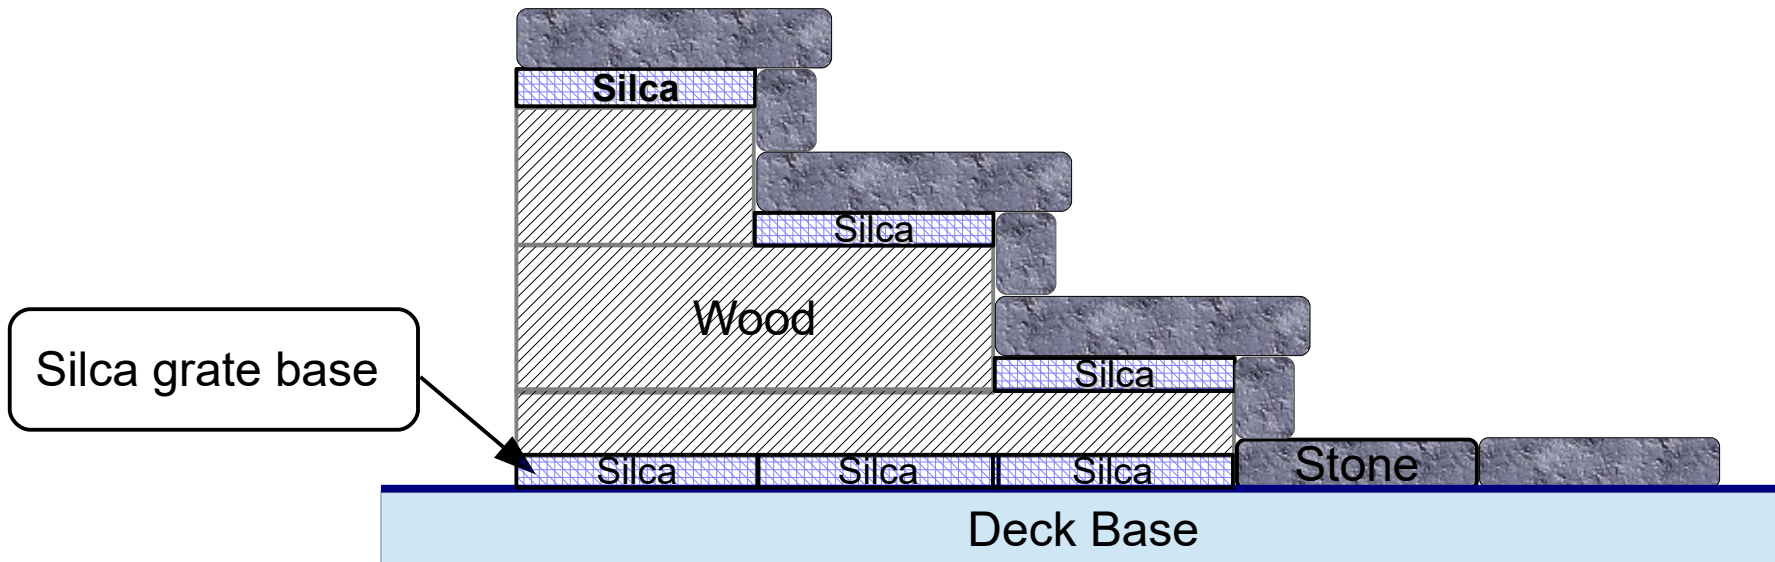 Silca
Silca
Wood
Silca grate base
Silca
Silca
Silca
Silca
Stone
Deck Base